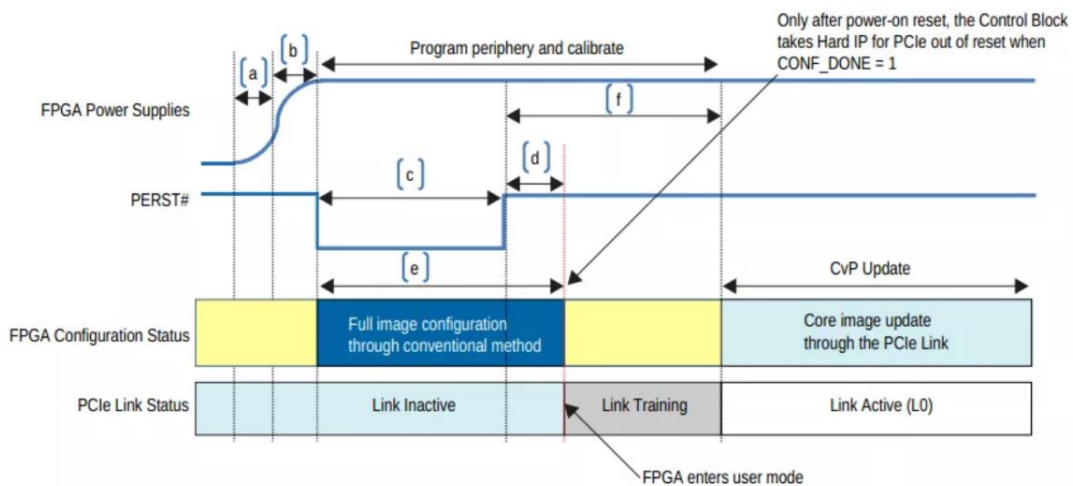 Only after power-on reset, the Control Block
takes Hard IP for PCIe out of reset when
CONF_DONE = 1
Program periphery and calibrate
(b)
(a)
(f)
FPGA Power Supplies
(d)
(c)
PERST#
(e)
CvP Update
FPGA Configuration Status
Full image configuration
through conventional method
Core image update
through the PCIe Link
PCIe Link Status
Link Inactive
Link Training
Link Active (L0)
FPGA enters user mode